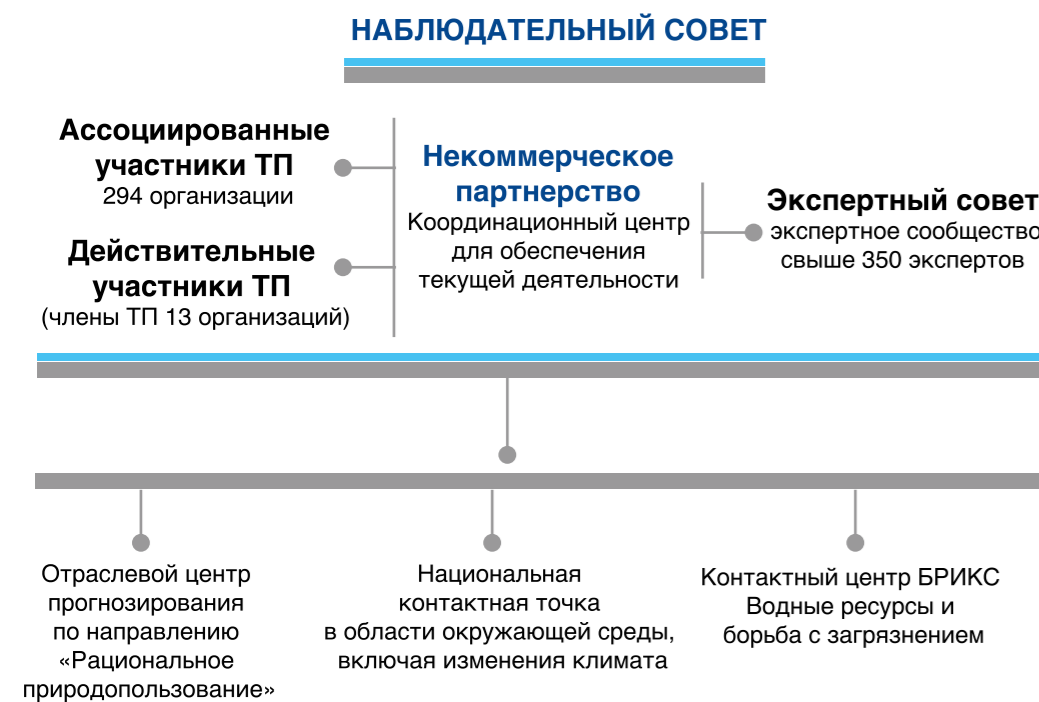 НАБЛЮДАТЕЛЬНЫЙ СОВЕТ
Ассоциированные
участники ТП
294 организации
Действительные
участники ТП
(члены ТП 13 организаций)
Некоммерческое
партнерство
Координационный центр
для обеспечения
текущей деятельности
Экспертный совет
экспертное сообщество
свыше 350 экспертов
Отраслевой центр
прогнозирования
по направлению
«Рациональное
природопользование»
Национальная
контактная точка
в области окружающей среды,
включая изменения климата
Контактный центр БРИКС
Водные ресурсы и
борьба с загрязнением